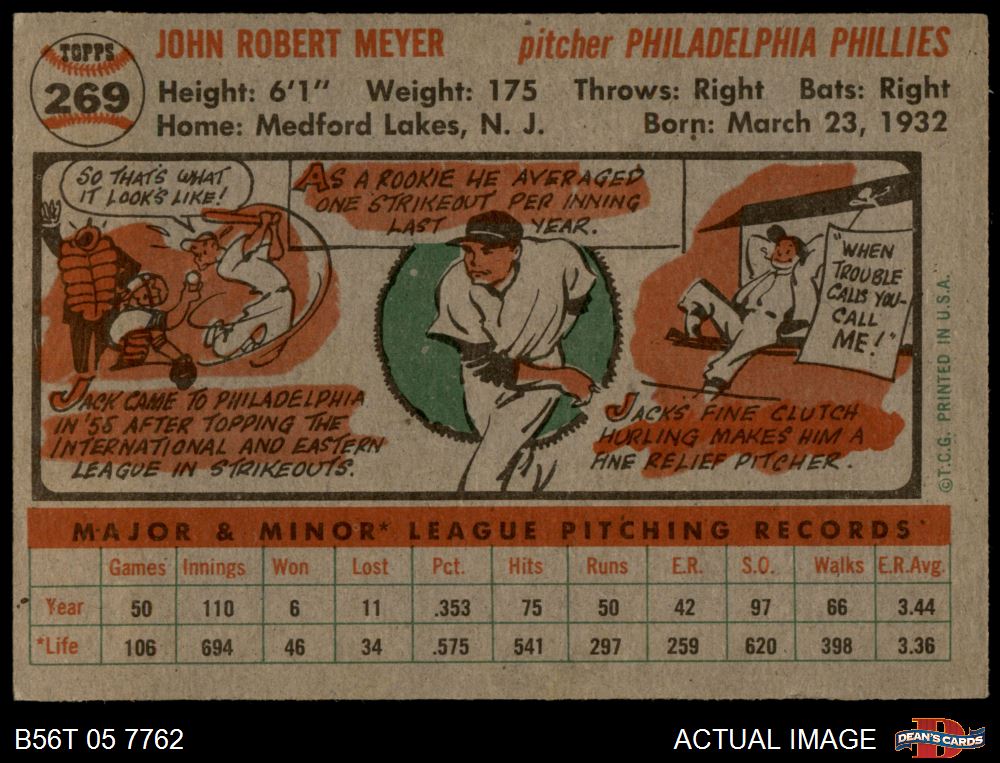 TOPPS
269
JOHN ROBERT MEYER pitcher PHILADELPHIA PHILLIES
Height: 6'1" Weight: 175 Throws: Right Bats: Right
Home: Medford Lakes, N. J. Born: March 23, 1932
SO THAT'S WHAT
IT LOOKS LIKE!
JACK CAME TO PHILADELPHIA
IN '55 AFTER TOPPING THE
INTERNATIONAL AND EASTERN
LEAGUE IN STRIKEOUTS.
AS A ROOKIE HE AVERAGED
ONE STRIKEOUT PER INNING
LAST YEAR.
"WHEN
TROUBLE
CALLS YOU-
CALL
ME!"
JACK'S FINE CLUTCH
HURLING MAKES HIM A
FINE RELIEF PITCHER.
©T.C.G. PRINTED IN U.S.A.
MAJOR & MINOR* LEAGUE PITCHING RECORDS
Games Innings Won Lost Pct. Hits Runs E.R. S.O. Walks E.R.Avg.
Year 50 110 6 11 .353 75 50 42 97 66 3.44
*Life 106 694 46 34 .575 541 297 259 620 398 3.36
B56T 05 7762
ACTUAL IMAGE
D
DEAN'S CARDS